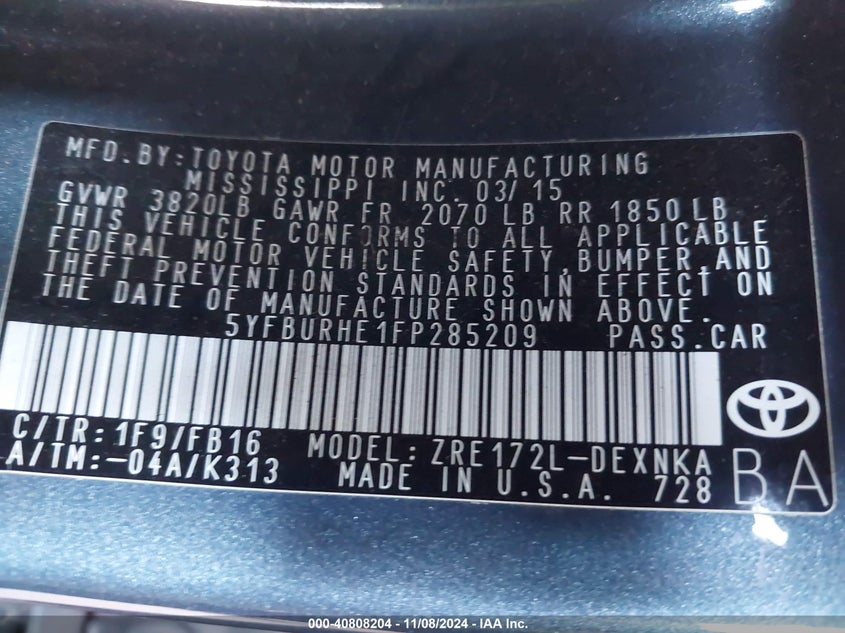 MFD.BY:TOYOTA MOTOR MANUFACTURING
MISSISSIPPI INC. 03/15
GVWR 3820LB GAWR FR 2070 LB RR 1850LB
THIS VEHICLE CONFORMS TO ALL APPLICABLE
FEDERAL MOTOR VEHICLE SAFETY,BUMPER,AND
THEFT PREVENTION STANDARDS IN EFFECT ON
THE DATE OF MANUFACTURE SHOWN ABOVE.
5YFBURHE1FP285209 PASS.CAR
C/TR:1F9/FB16 MODEL:ZRE172L-DEXNKA
A/TM:-04A/K313 MADE IN U.S.A. 728 BA
000-40808204 - 11/08/2024 - IAA Inc.